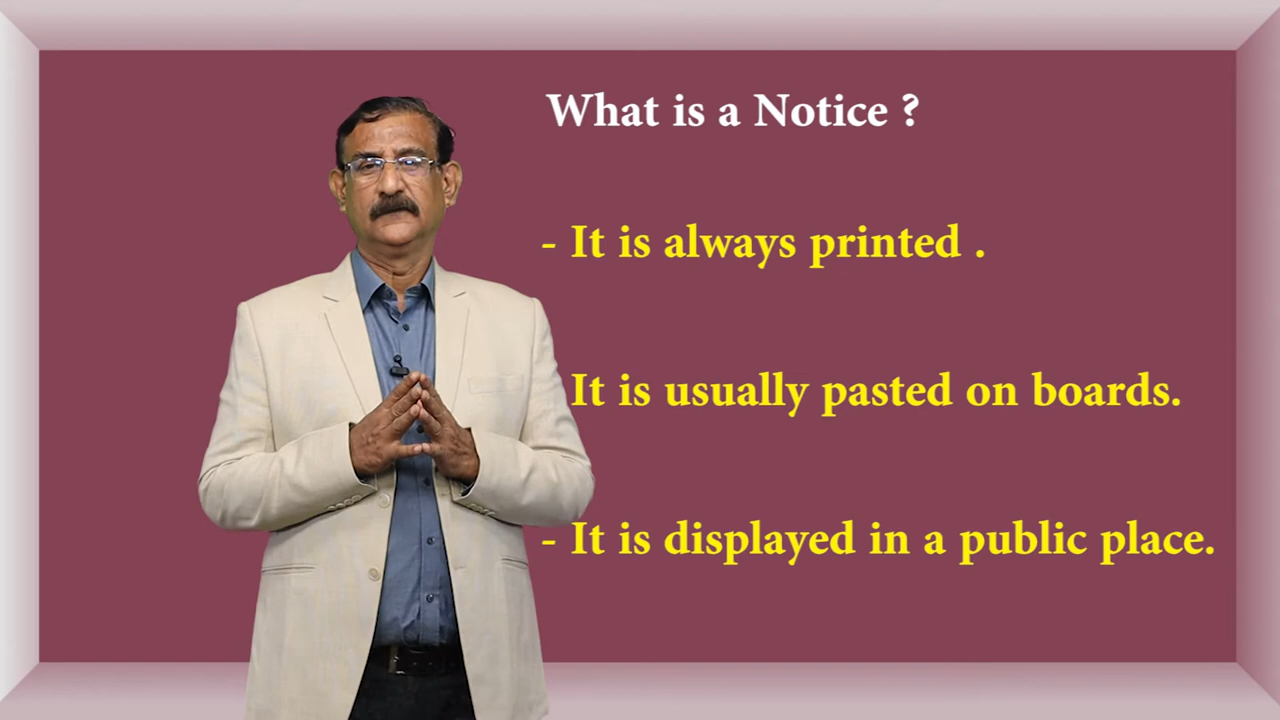 What is a Notice ?
- It is always printed .
It is usually pasted on boards.
- It is displayed in a public place.